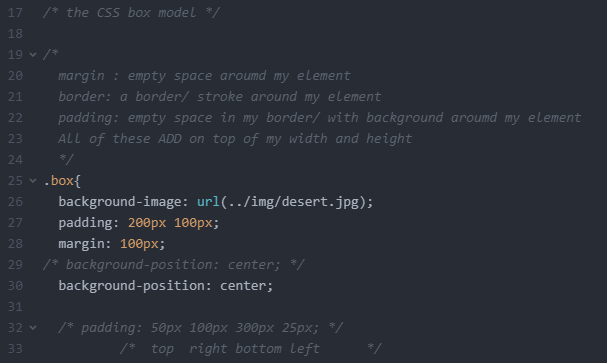 17 /* the CSS box model */
18
19 /*
20 margin : empty space aroumd my element
21 border: a border/ stroke around my element
22 padding: empty space in my border/ with background aroumd my element
23 All of these ADD on top of my width and height
24 */
25 .box{
26 background-image: url(../img/desert.jpg);
27 padding: 200px 100px;
28 margin: 100px;
29 /* background-position: center; */
30 background-position: center;
31
32 /* padding: 50px 100px 300px 25px; */
33 /* top right bottom left */